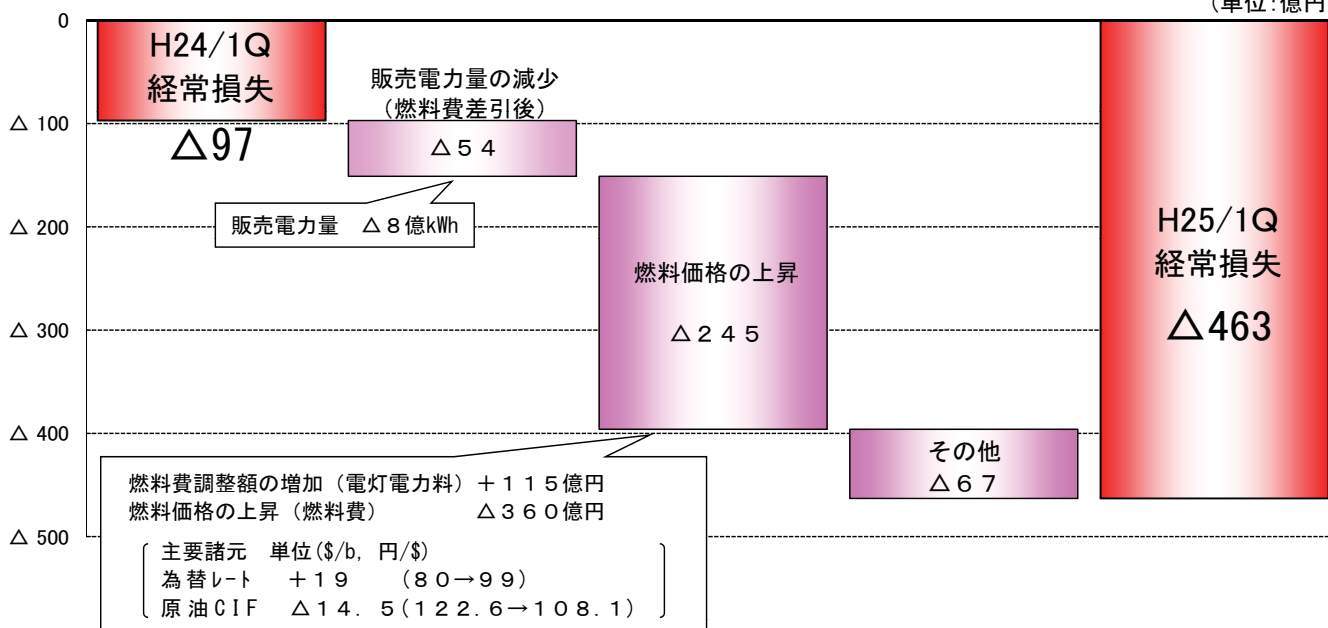 (単位:億円
0
H24/1Q
経常損失
△97
販売電力量の減少
(燃料費差引後)
△54
販売電力量　△8億kWh
燃料価格の上昇
△245
その他
△67
H25/1Q
経常損失
△463
△ 100
△ 200
△ 300
△ 400
△ 500
燃料費調整額の増加(電灯電力料)+115億円
燃料価格の上昇(燃料費)　△360億円
主要諸元　単位($/b, 円/$)
為替レート　+19　(80→99)
原油CIF　△14.5(122.6→108.1)